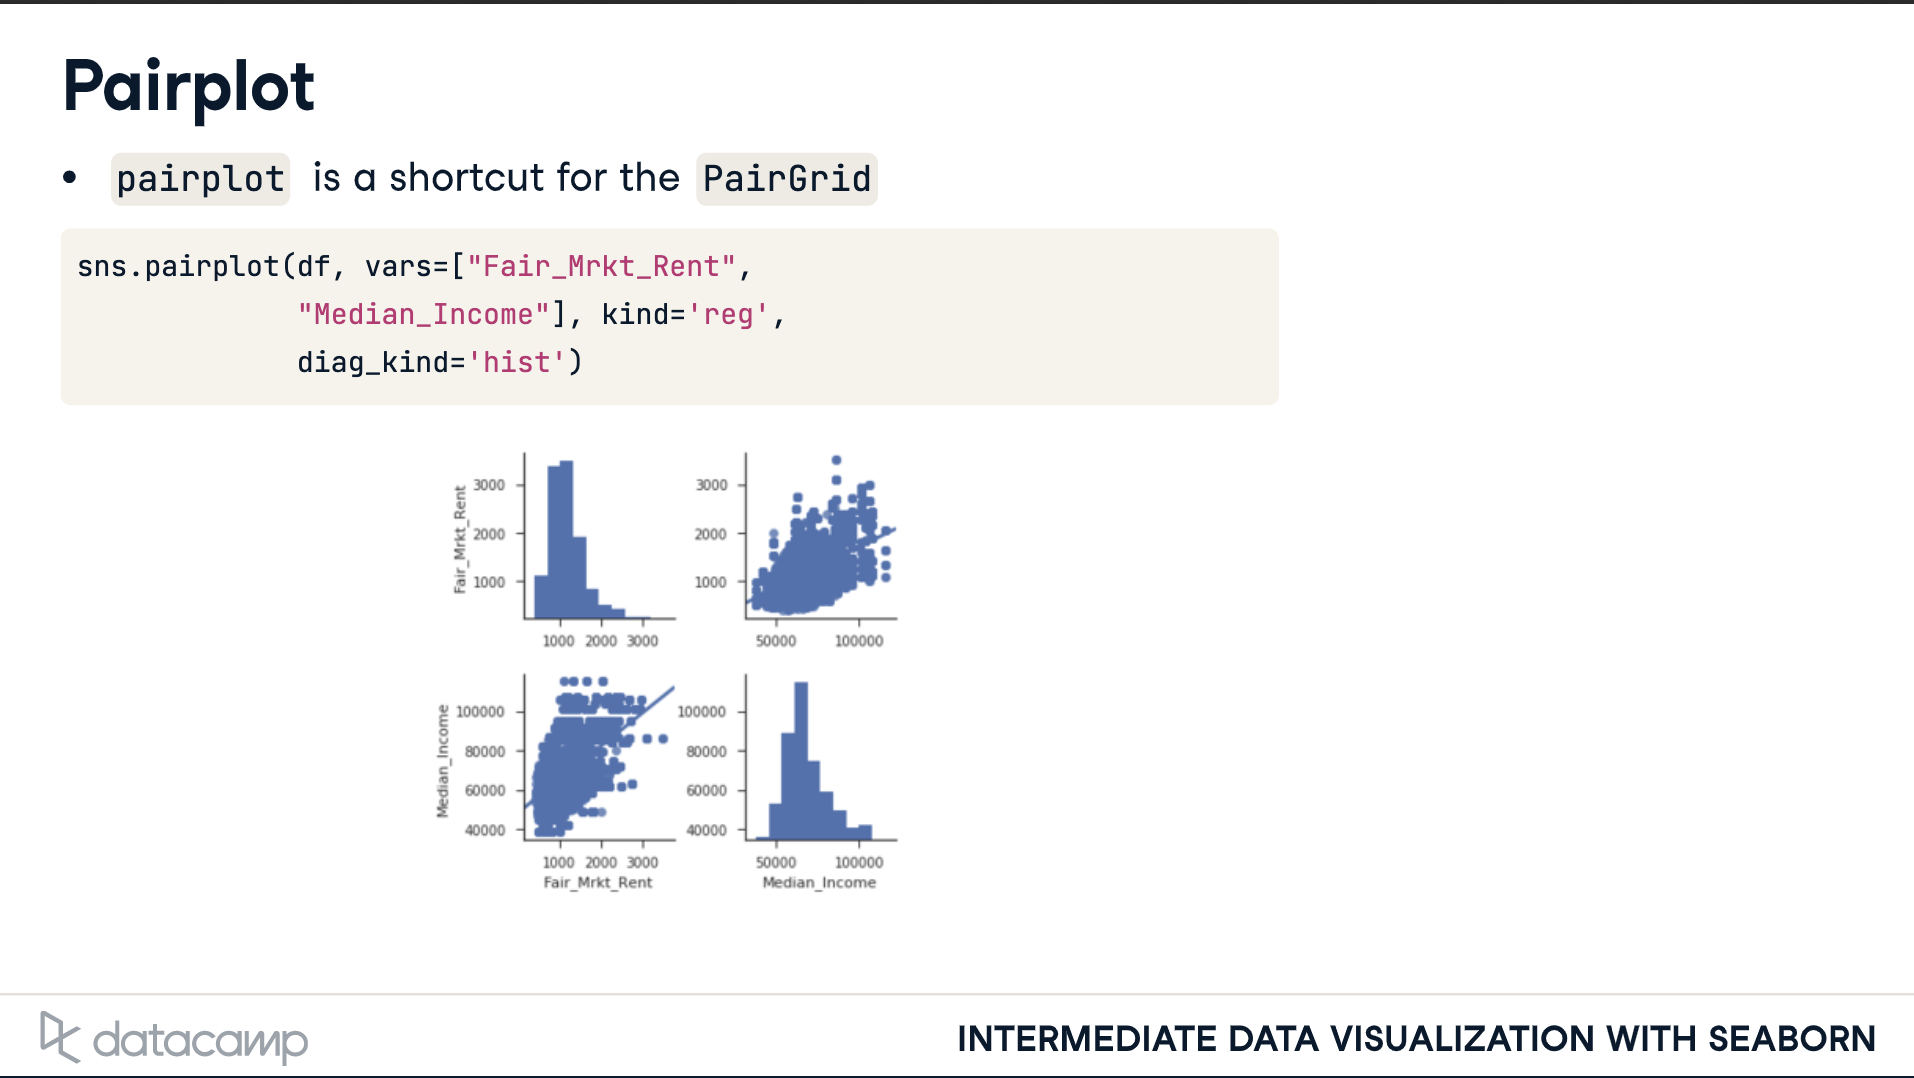 Pairplot
• pairplot is a shortcut for the PairGrid
sns.pairplot(df, vars=["Fair_Mrkt_Rent",
"Median_Income"], kind='reg',
diag_kind='hist')
Fair_Mrkt_Rent
3000
2000
1000
1000 2000 3000
3000
2000
1000
50000 100000
Median_Income
100000
80000
60000
40000
1000 2000 3000
Fair_Mrkt_Rent
100000
80000
60000
40000
50000 100000
Median_Income
datacamp
INTERMEDIATE DATA VISUALIZATION WITH SEABORN